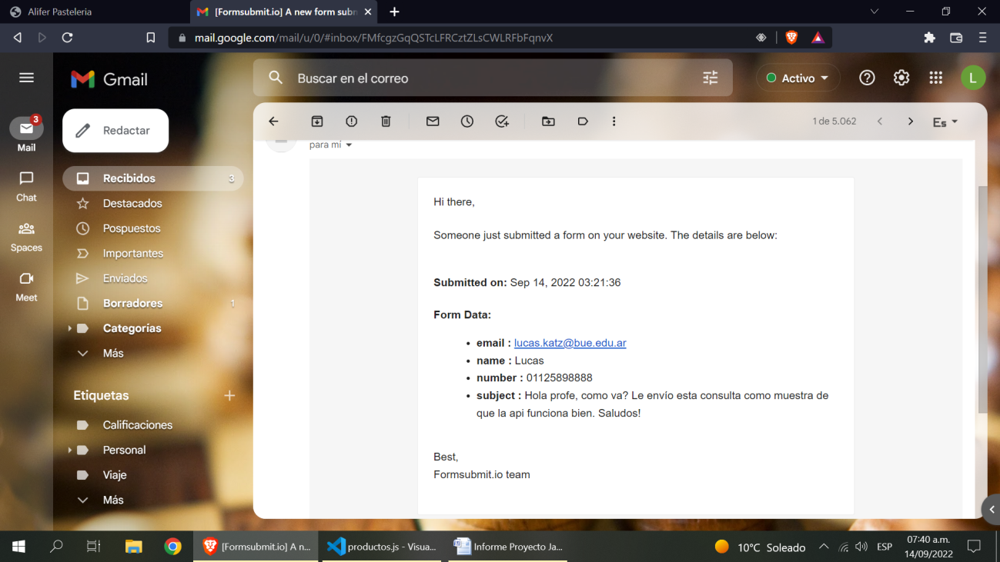 Alifer Pasteleria
[Formsubmit.io] A new form subm
mail.google.com/mail/u/0/#inbox/FMfcgzGqQSTcLFRCztZLsCWLRFbFqnvX
Gmail
Buscar en el correo
Activo
L
3
Mail
Redactar
1 de 5.062
Es
para mí
Chat
Spaces
Meet
Recibidos 3
Destacados
Pospuestos
Importantes
Enviados
Borradores 1
Categorías
Más
Etiquetas
Calificaciones
Personal
Viaje
Más
Hi there,
Someone just submitted a form on your website. The details are below:
Submitted on: Sep 14, 2022 03:21:36
Form Data:
• email : lucas.katz@bue.edu.ar
• name : Lucas
• number : 01125898888
• subject : Hola profe, como va? Le envío esta consulta como muestra de
que la api funciona bien. Saludos!
Best,
Formsubmit.io team
[Formsubmit.io] A n...
productos.js - Visua...
Informe Proyecto Ja...
10°C Soleado
ESP
07:40 a.m.
14/09/2022